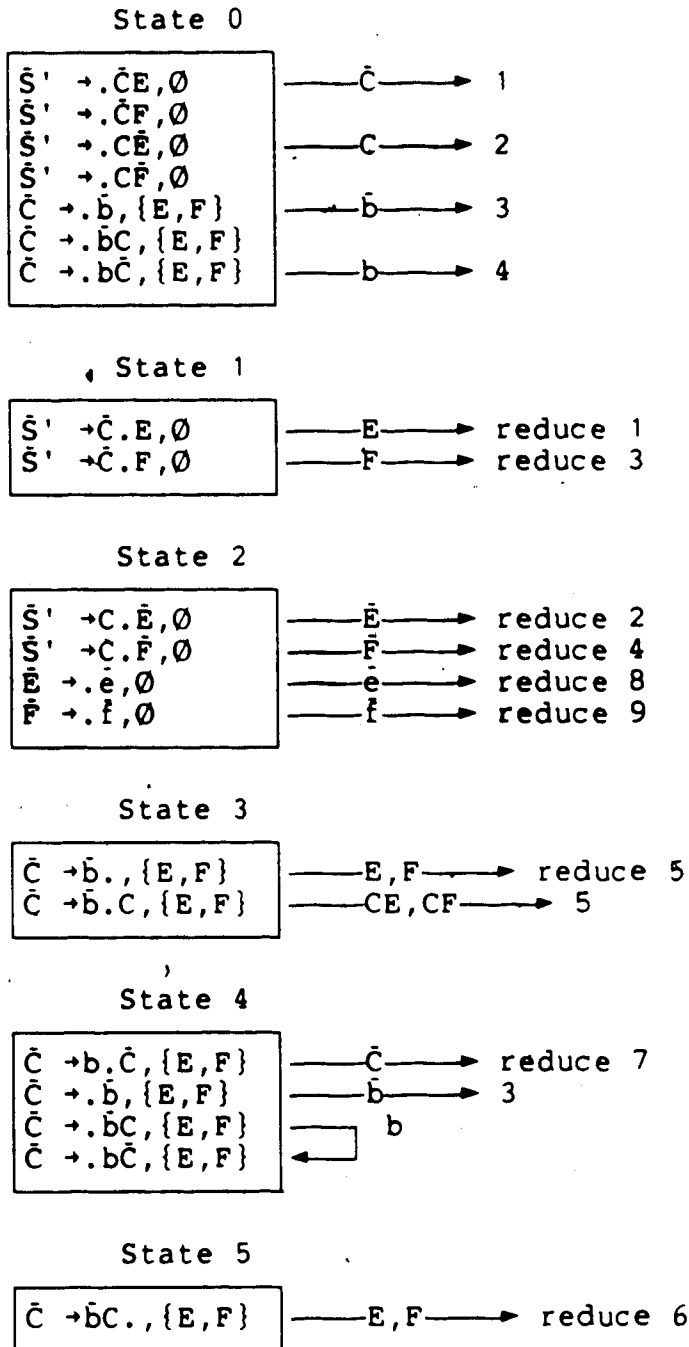 State 0
S̄' →.C̄E,Ø C̄ 1
S̄' →.C̄F,Ø
S̄' →.CĒ,Ø C 2
S̄' →.CF̄,Ø
C̄ →.b̄,{E,F} b̄ 3
C̄ →.b̄C,{E,F}
C̄ →.bC̄,{E,F} b 4
State 1
S̄' →C̄.E,Ø E reduce 1
S̄' →C̄.F,Ø F reduce 3
State 2
S̄' →C.Ē,Ø Ē reduce 2
S̄' →C.F̄,Ø F̄ reduce 4
Ē →.ē,Ø ē reduce 8
F̄ →.f̄,Ø f̄ reduce 9
State 3
C̄ →b̄.,{E,F} E,F reduce 5
C̄ →b̄.C,{E,F} CE,CF 5
State 4
C̄ →b.C̄,{E,F} C̄ reduce 7
C̄ →.b̄,{E,F} b̄ 3
C̄ →.b̄C,{E,F} b
C̄ →.bC̄,{E,F}
State 5
C̄ →b̄C.,{E,F} E,F reduce 6